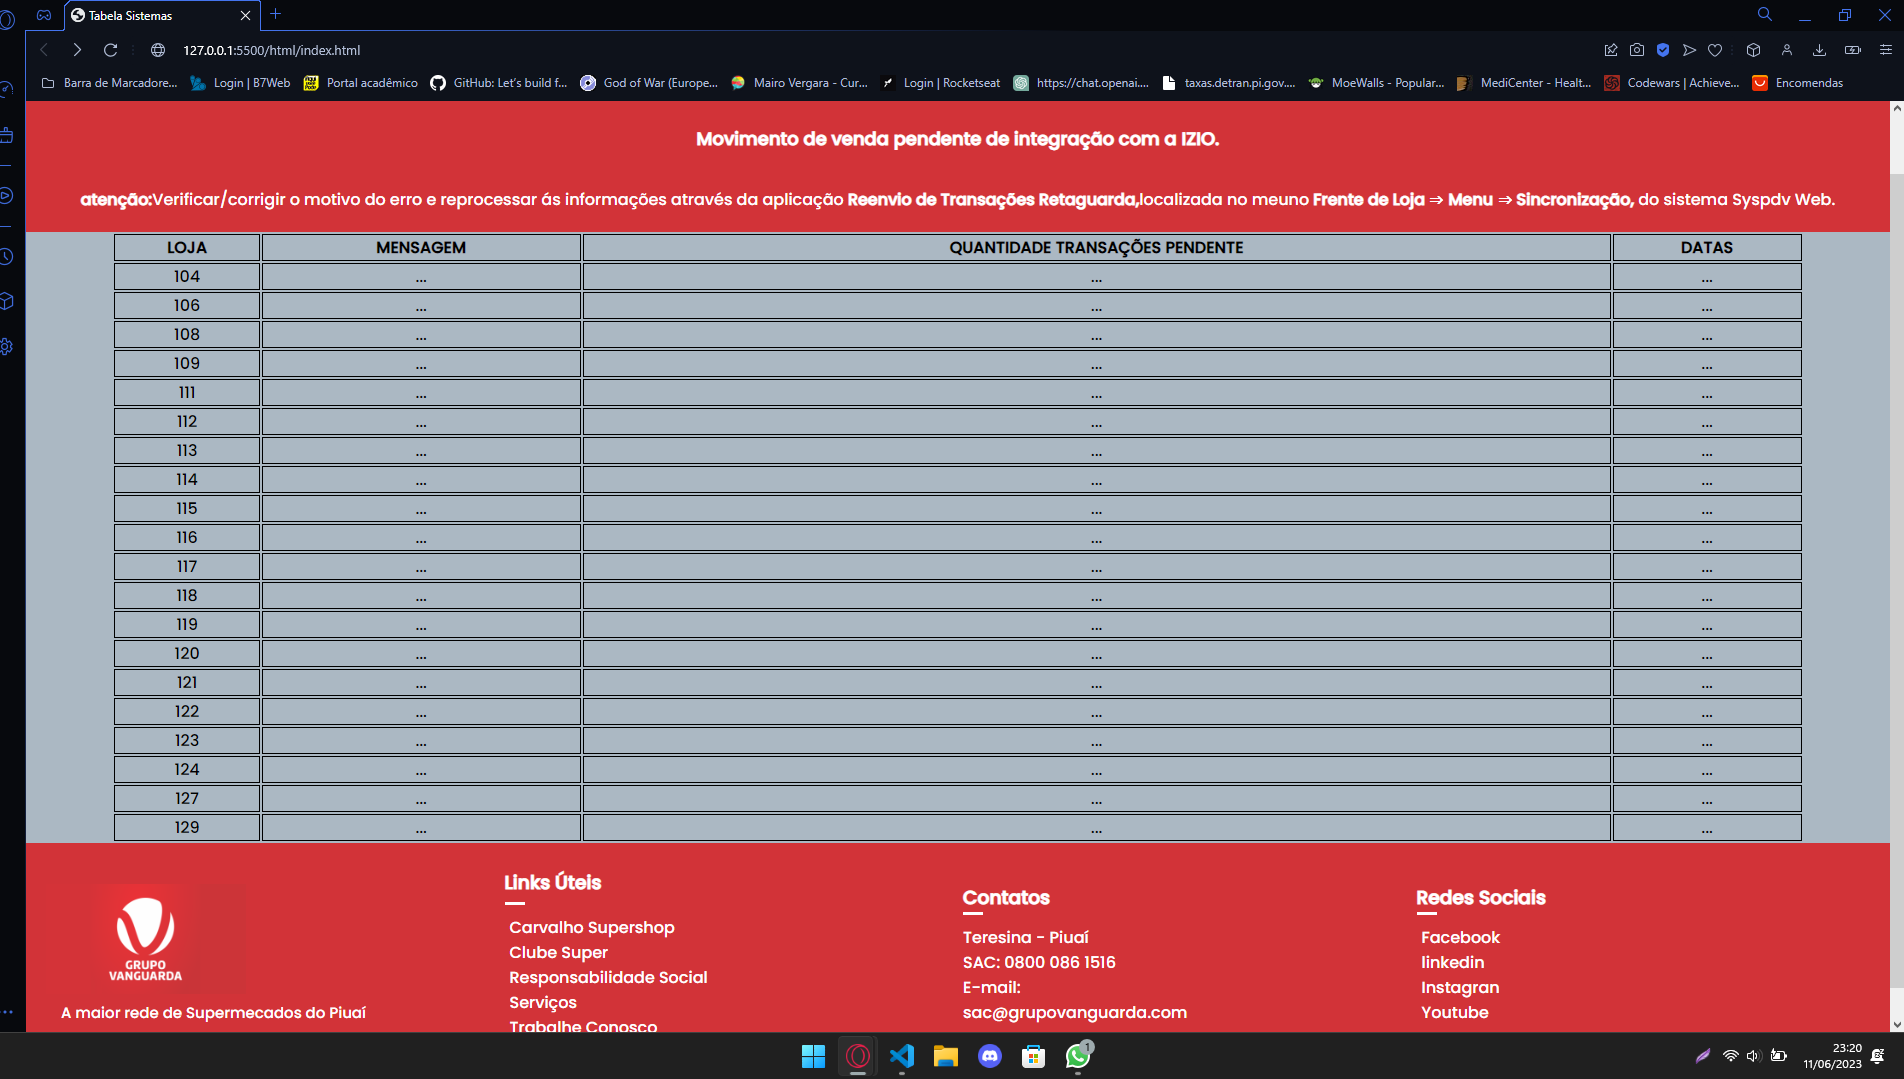 Tabela Sistemas
127.0.0.1:5500/html/index.html
Barra de Marcadore... Login | B7Web Portal acadêmico GitHub: Let's build f... God of War (Europe... Mairo Vergara - Cur... Login | Rocketseat https://chat.openai.... taxas.detran.pi.gov.... MoeWalls - Popular... MediCenter - Healt... Codewars | Achieve... Encomendas
Movimento de venda pendente de integração com a IZIO.
atenção:Verificar/corrigir o motivo do erro e reprocessar ás informações através da aplicação Reenvio de Transações Retaguarda,localizada no meuno Frente de Loja ⇒ Menu ⇒ Sincronização, do sistema Syspdv Web.
LOJA MENSAGEM QUANTIDADE TRANSAÇÕES PENDENTE DATAS
104 ... ... ...
106 ... ... ...
108 ... ... ...
109 ... ... ...
111 ... ... ...
112 ... ... ...
113 ... ... ...
114 ... ... ...
115 ... ... ...
116 ... ... ...
117 ... ... ...
118 ... ... ...
119 ... ... ...
120 ... ... ...
121 ... ... ...
122 ... ... ...
123 ... ... ...
124 ... ... ...
127 ... ... ...
129 ... ... ...
GRUPO
VANGUARDA
A maior rede de Supermecados do Piuaí
Links Úteis
Carvalho Supershop
Clube Super
Responsabilidade Social
Serviços
Trabalhe Conosco
Contatos
Teresina - Piuaí
SAC: 0800 086 1516
E-mail:
sac@grupovanguarda.com
Redes Sociais
Facebook
linkedin
Instagran
Youtube
1
23:20
11/06/2023